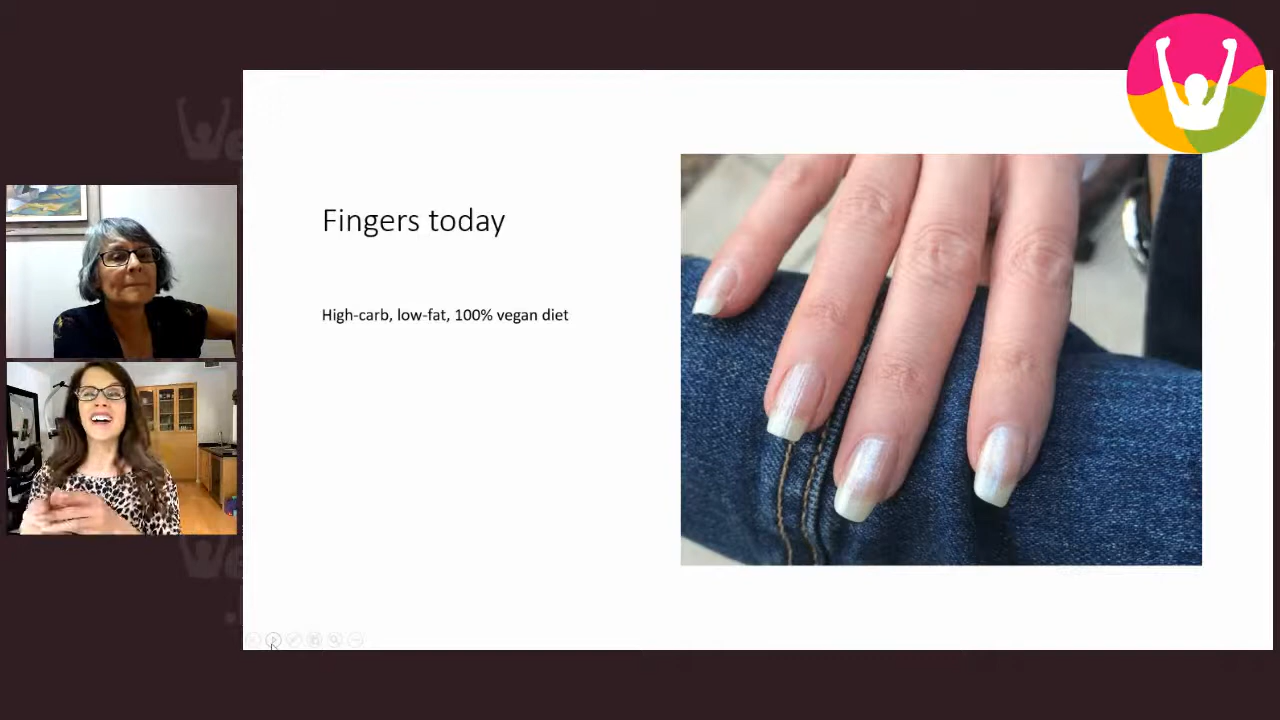 Fingers today
High-carb, low-fat, 100% vegan diet